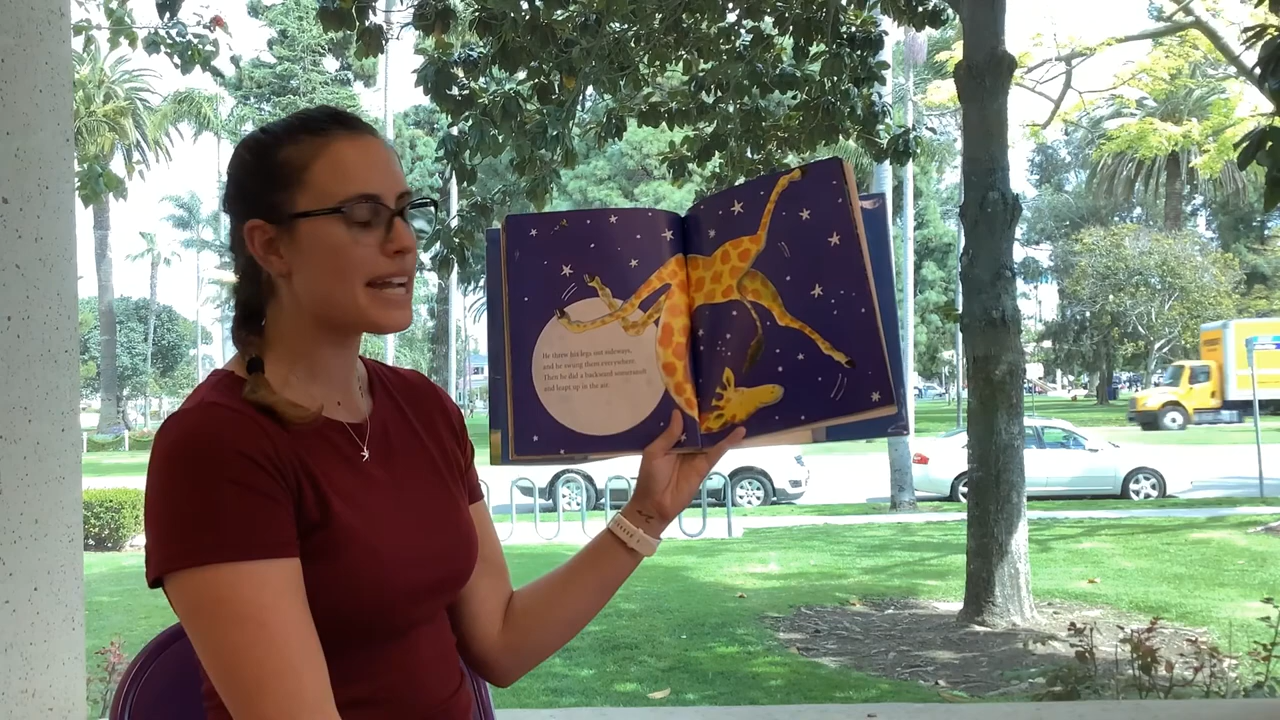 He threw his legs out sideways,
and he swung them everywhere.
Then he did a backward somersault
and leapt up in the air.